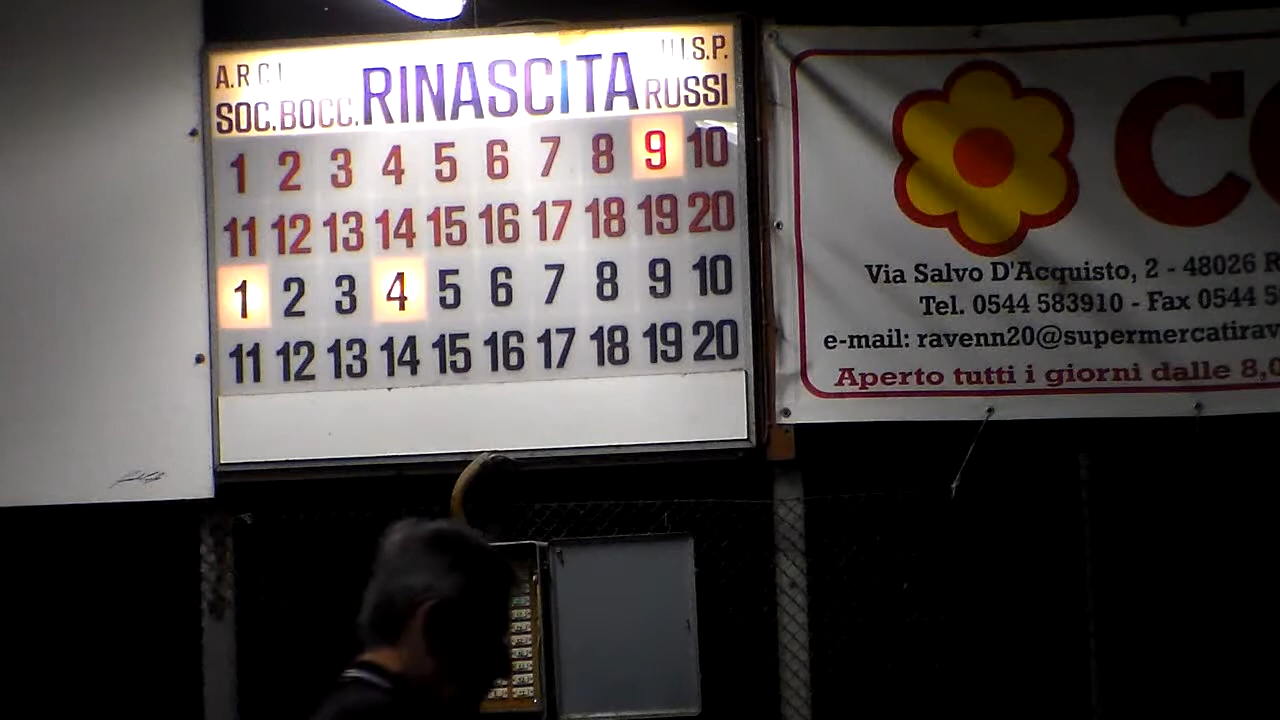 A.R.C.I. U.I.S.P.
SOC. BOCC. RINASCITA RUSSI
1 2 3 4 5 6 7 8 9 10
11 12 13 14 15 16 17 18 19 20
1 2 3 4 5 6 7 8 9 10
11 12 13 14 15 16 17 18 19 20
Via Salvo D'Acquisto, 2 - 48026 R
Tel. 0544 583910 - Fax 0544 5
e-mail: ravenn20@supermercatirav
Aperto tutti i giorni dalle 8,0